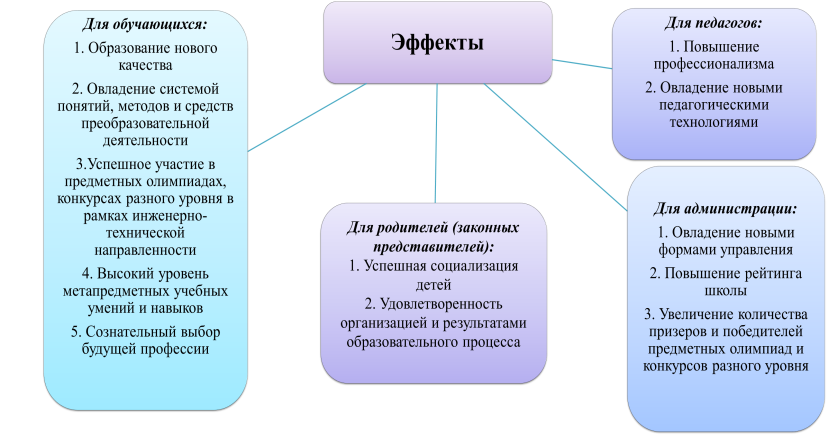 Эффекты
Для обучающихся:
1. Образование нового
качества
2. Овладение системой
понятий, методов и средств
преобразовательной
деятельности
3.Успешное участие в
предметных олимпиадах,
конкурсах разного уровня в
рамках инженерно-
технической
направленности
4. Высокий уровень
метапредметных учебных
умений и навыков
5. Сознательный выбор
будущей профессии
Для родителей (законных
представителей):
1. Успешная социализация
детей
2. Удовлетворенность
организацией и результатами
образовательного процесса
Для педагогов:
1. Повышение
профессионализма
2. Овладение новыми
педагогическими
технологиями
Для администрации:
1. Овладение новыми
формами управления
2. Повышение рейтинга
школы
3. Увеличение количества
призеров и победителей
предметных олимпиад и
конкурсов разного уровня